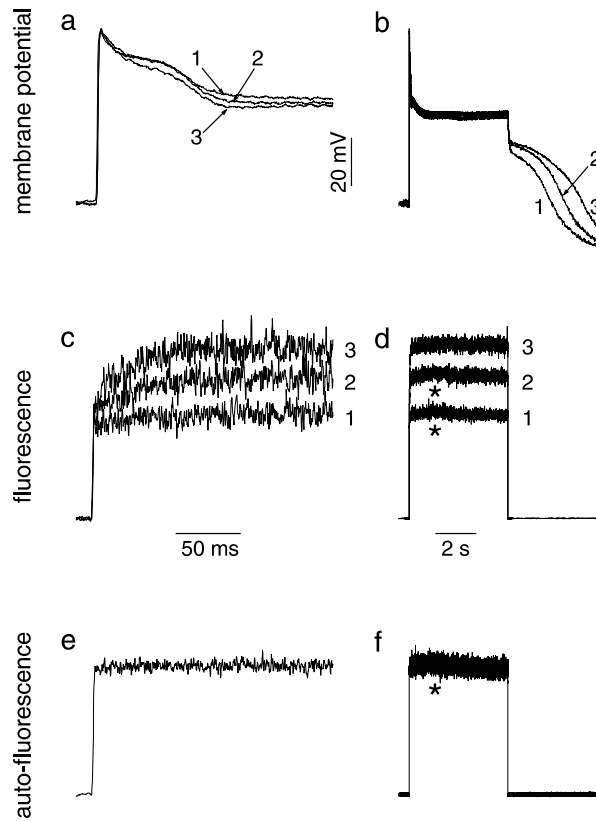 a
b
membrane potential
1
2
3
20 mV
2
1
3
c
d
fluorescence
3
2
1
3
2
*
1
*
50 ms
2 s
e
f
auto-fluorescence
*